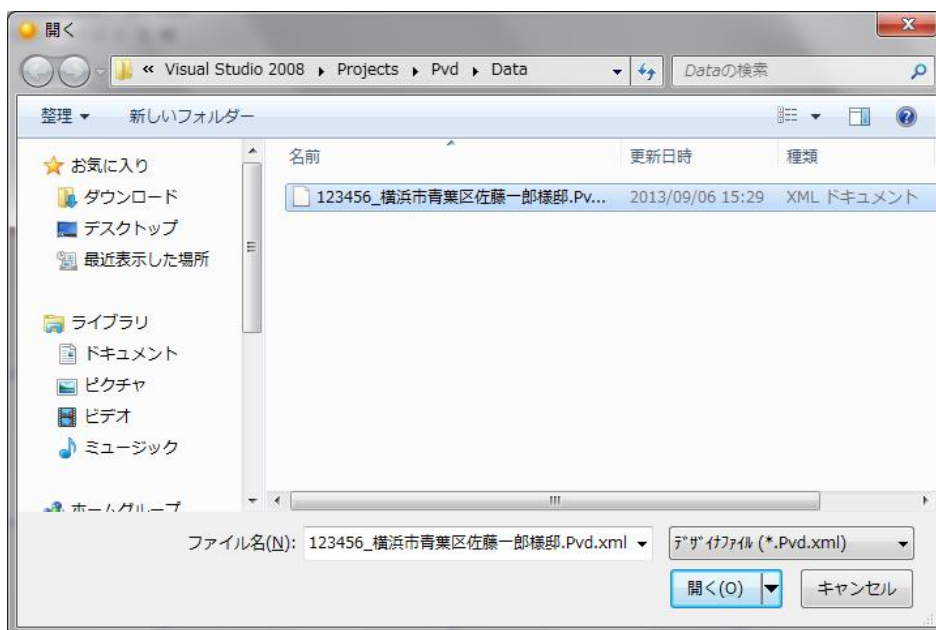 開く
« Visual Studio 2008 ▸ Projects ▸ Pvd ▸ Data
Dataの検索
整理 ▼ 新しいフォルダー
名前 更新日時 種類
123456_横浜市青葉区佐藤一郎様邸.Pv... 2013/09/06 15:29 XML ドキュメント
お気に入り
ダウンロード
デスクトップ
最近表示した場所
ライブラリ
ドキュメント
ピクチャ
ビデオ
ミュージック
ホームグループ
ファイル名(N): 123456_横浜市青葉区佐藤一郎様邸.Pvd.xml
ﾃﾞｻﾞｲﾅﾌｧｲﾙ (*.Pvd.xml)
開く(O) キャンセル